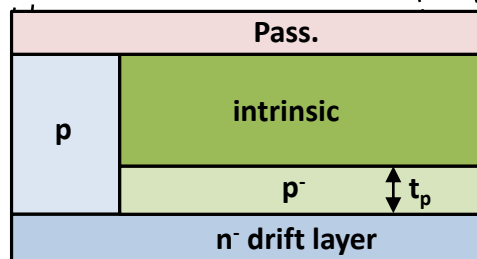 Pass.
p
intrinsic
p⁻
tₚ
n⁻ drift layer